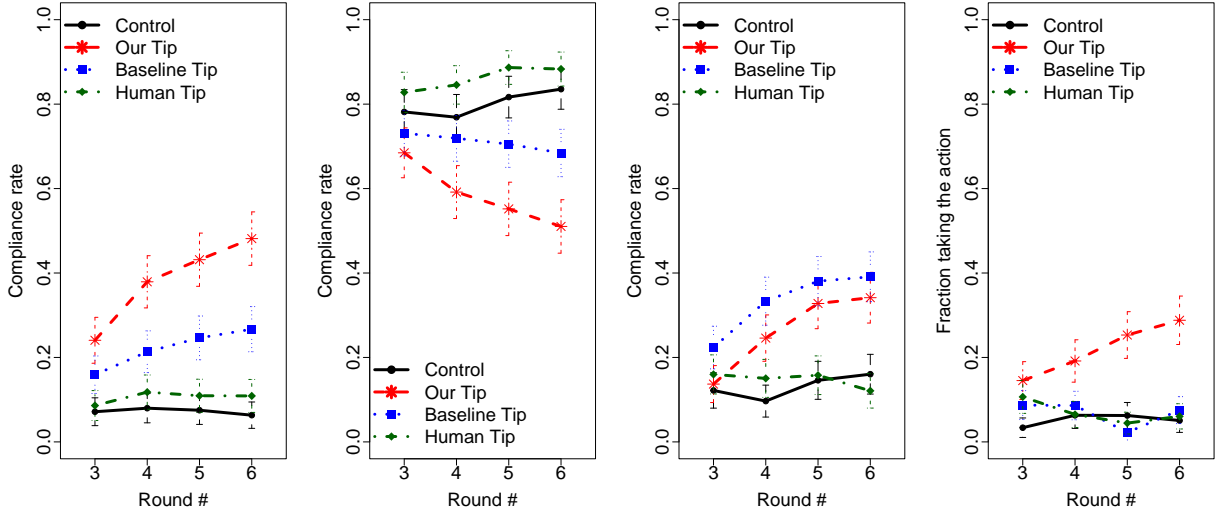 Compliance rate
1.0
0.8
0.6
0.4
0.2
0.0
Control
Our Tip
Baseline Tip
Human Tip
3 4 5 6
Round #
Compliance rate
1.0
0.8
0.6
0.4
0.2
0.0
Control
Our Tip
Baseline Tip
Human Tip
3 4 5 6
Round #
Compliance rate
1.0
0.8
0.6
0.4
0.2
0.0
Control
Our Tip
Baseline Tip
Human Tip
3 4 5 6
Round #
Fraction taking the action
1.0
0.8
0.6
0.4
0.2
0.0
Control
Our Tip
Baseline Tip
Human Tip
3 4 5 6
Round #